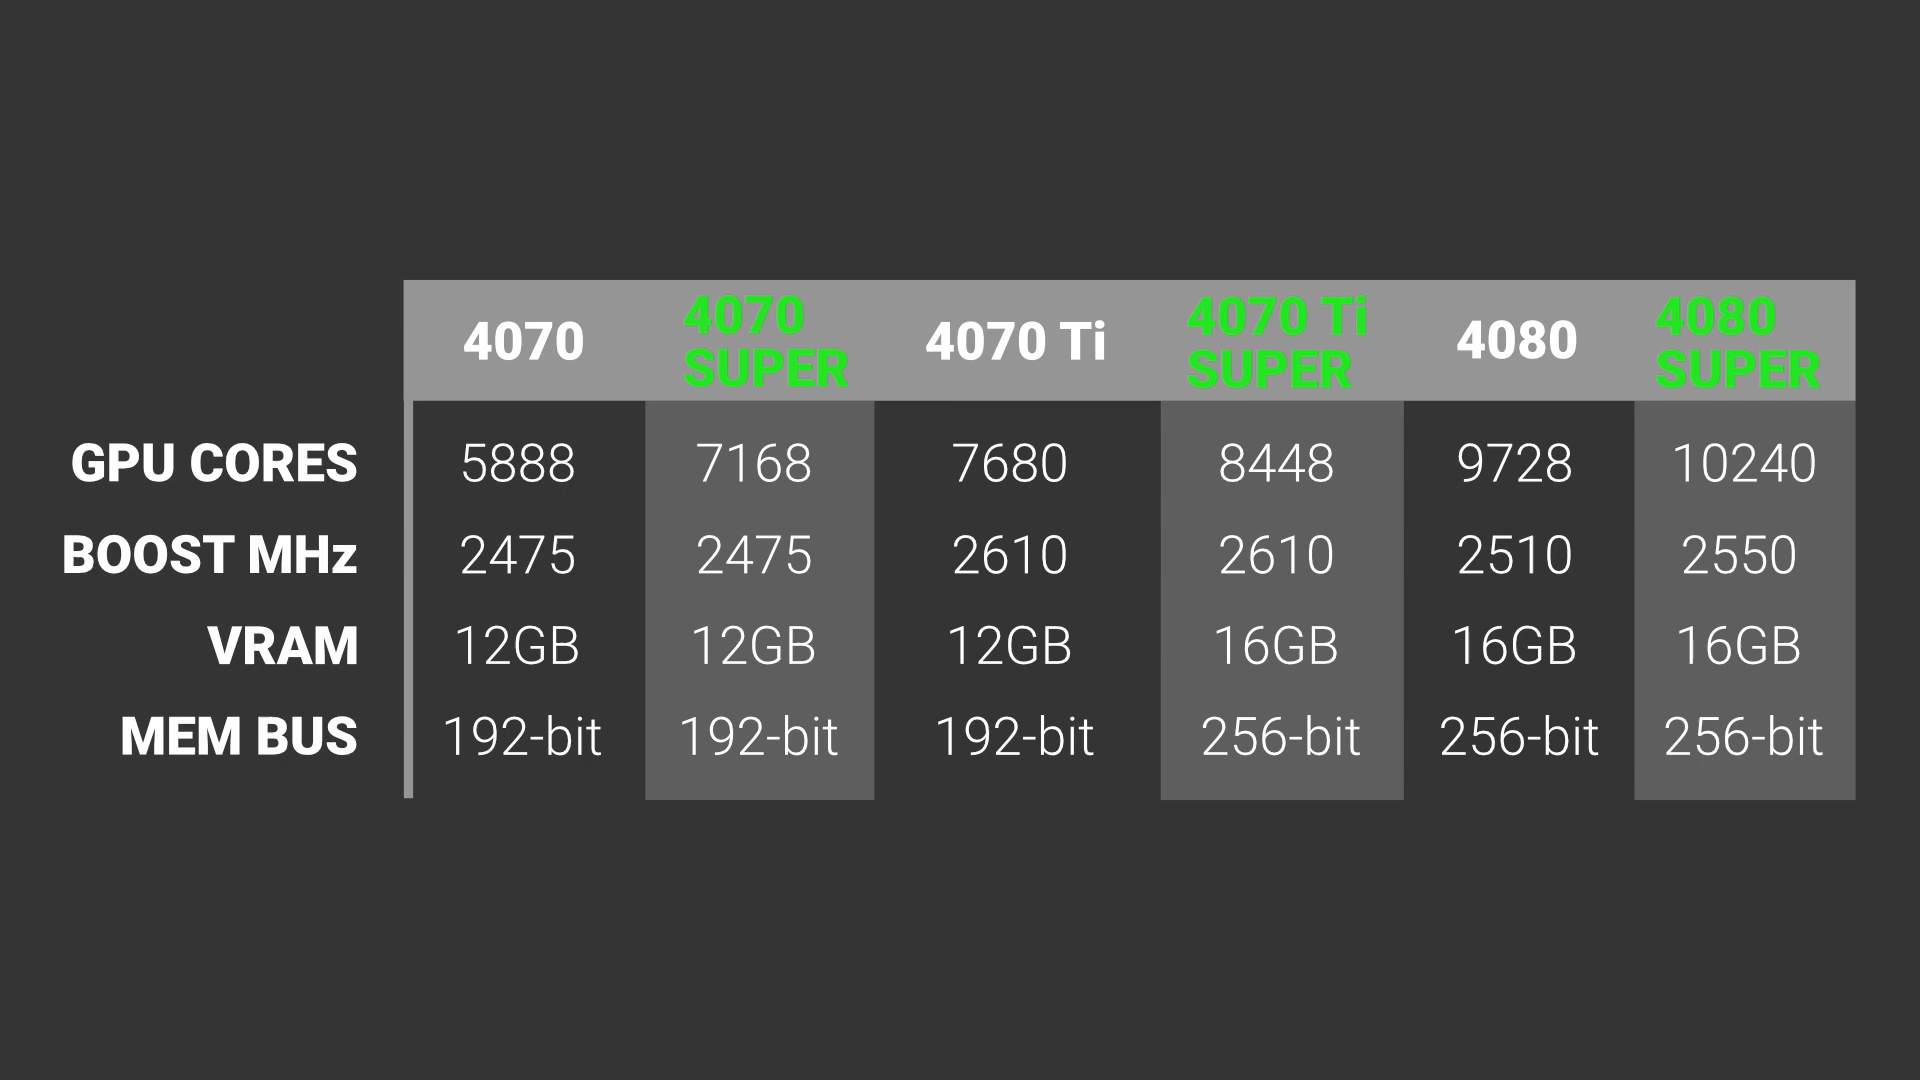 4070 4070 SUPER 4070 Ti 4070 Ti SUPER 4080 4080 SUPER
GPU CORES 5888 7168 7680 8448 9728 10240
BOOST MHz 2475 2475 2610 2610 2510 2550
VRAM 12GB 12GB 12GB 16GB 16GB 16GB
MEM BUS 192-bit 192-bit 192-bit 256-bit 256-bit 256-bit